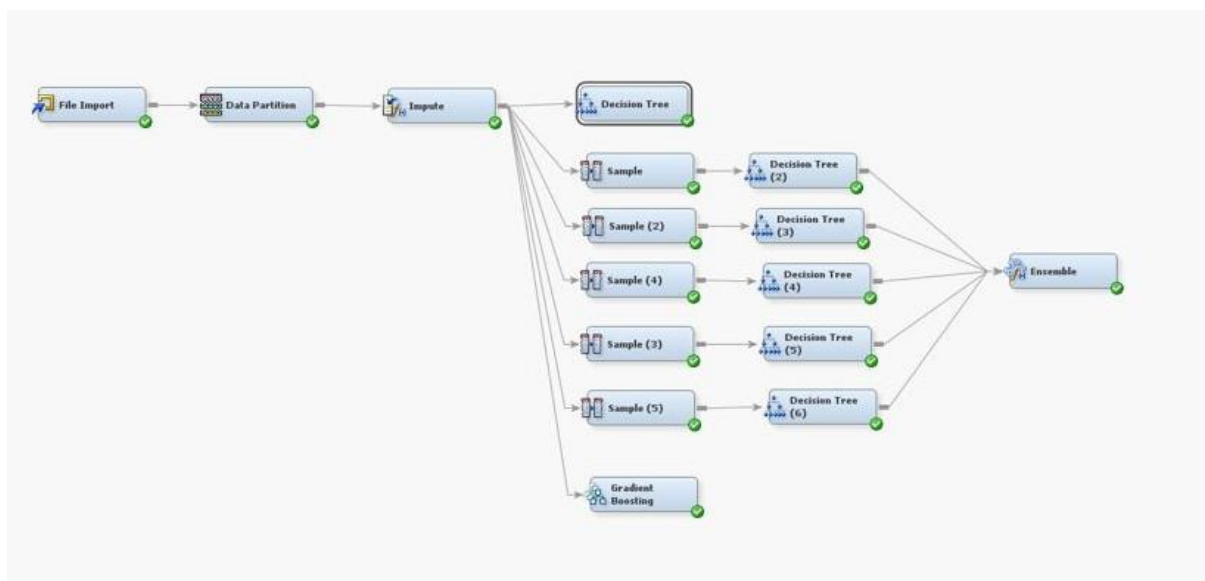 File Import
Data Partition
Impute
Decision Tree
Sample
Decision Tree
(2)
Sample (2)
Decision Tree
(3)
Sample (4)
Decision Tree
(4)
Ensemble
Sample (3)
Decision Tree
(5)
Sample (5)
Decision Tree
(6)
Gradient
Boosting